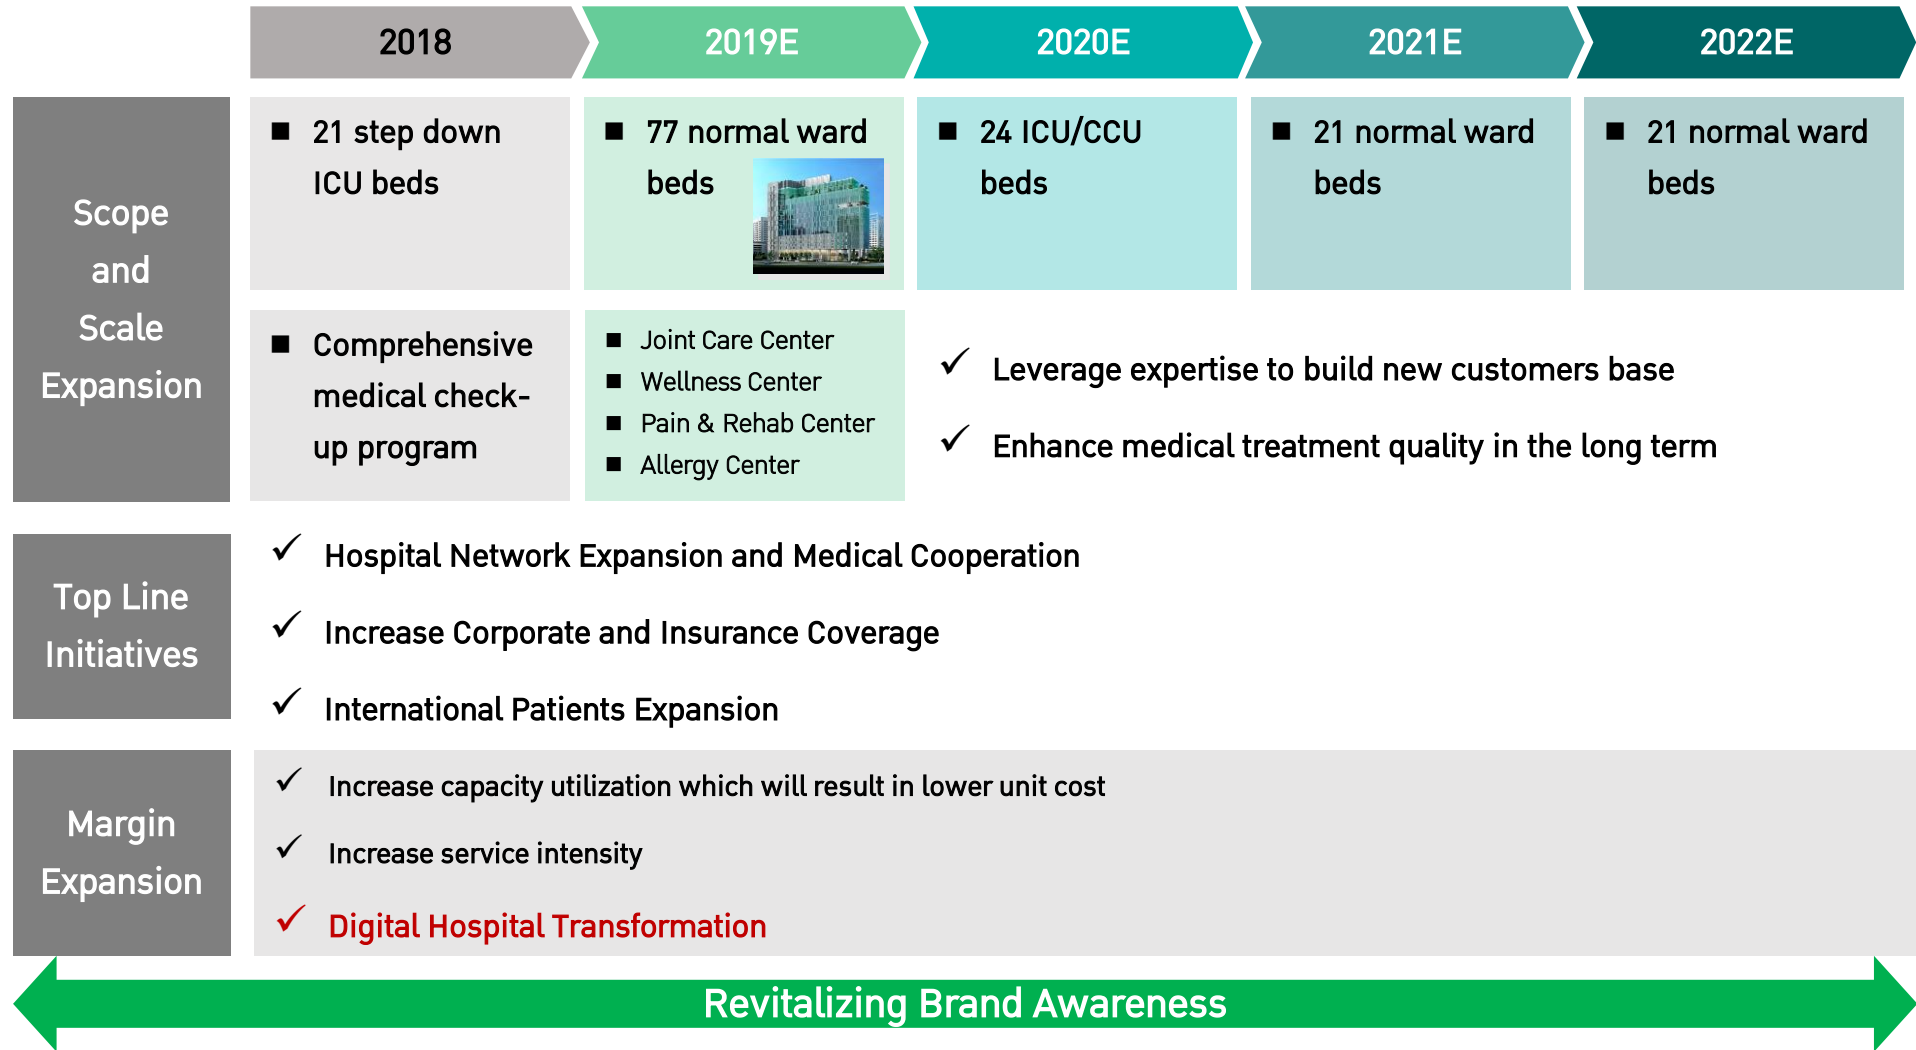 2018
2019E
2020E
2021E
2022E
Scope
and
Scale
Expansion
■ 21 step down
ICU beds
■ 77 normal ward
beds
■ 24 ICU/CCU
beds
■ 21 normal ward
beds
■ 21 normal ward
beds
■ Comprehensive
medical check-
up program
■ Joint Care Center
■ Wellness Center
■ Pain & Rehab Center
■ Allergy Center
✓ Leverage expertise to build new customers base
✓ Enhance medical treatment quality in the long term
Top Line
Initiatives
✓ Hospital Network Expansion and Medical Cooperation
✓ Increase Corporate and Insurance Coverage
✓ International Patients Expansion
Margin
Expansion
✓ Increase capacity utilization which will result in lower unit cost
✓ Increase service intensity
✓ Digital Hospital Transformation
Revitalizing Brand Awareness